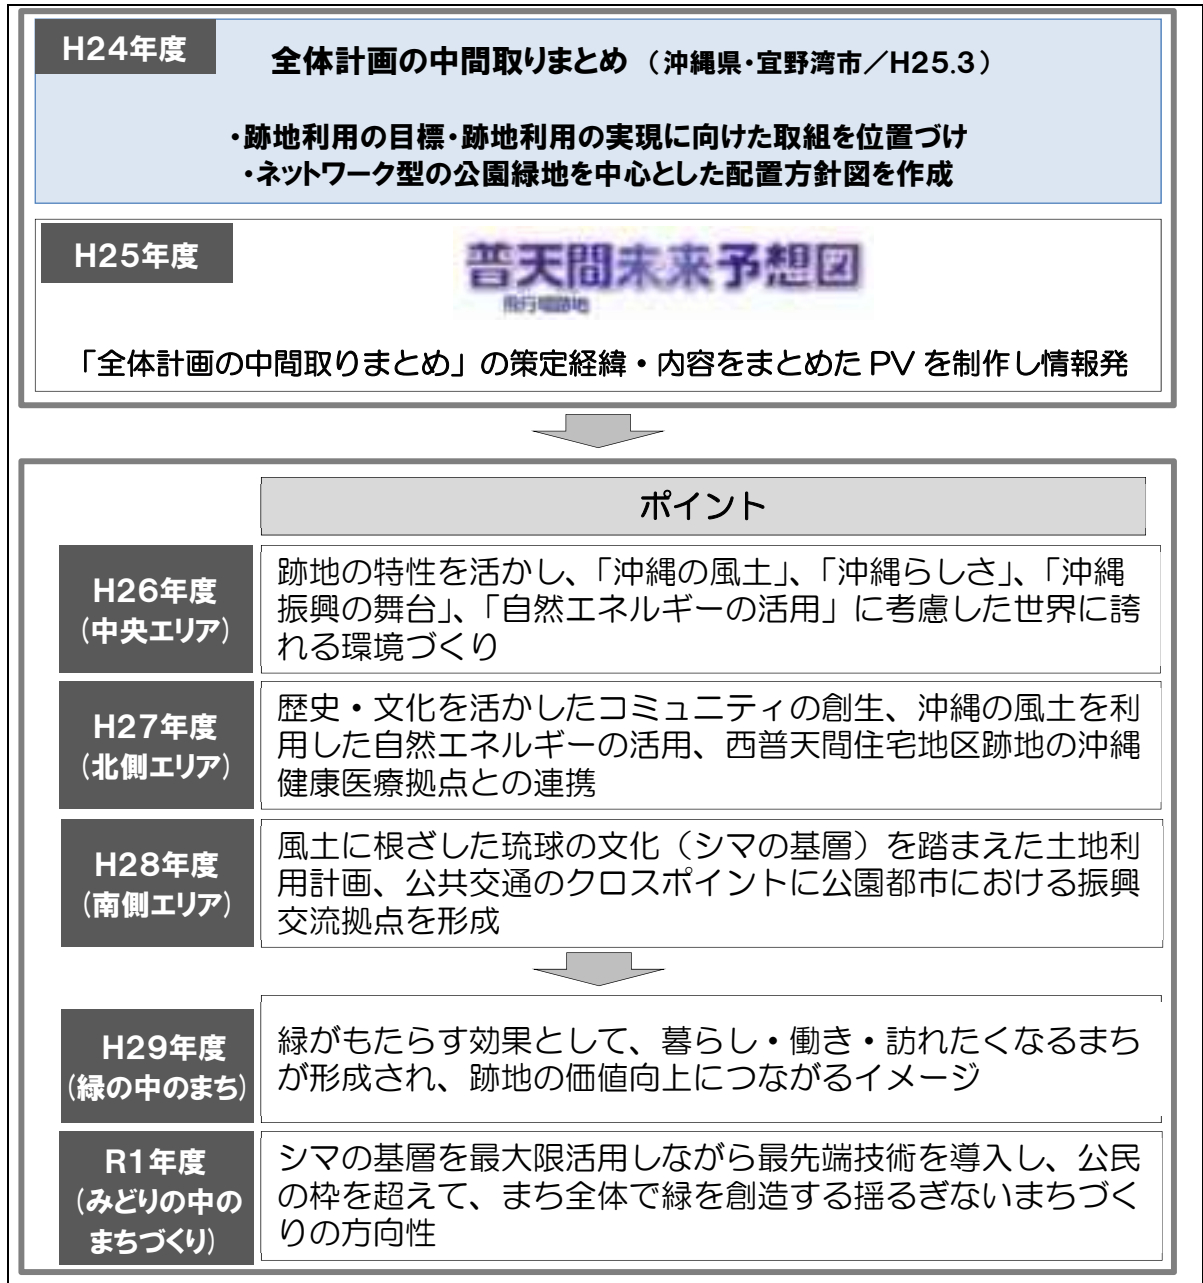 H24年度
全体計画の中間取りまとめ （沖縄県・宜野湾市／H25.3）
・跡地利用の目標・跡地利用の実現に向けた取組を位置づけ
・ネットワーク型の公園緑地を中心とした配置方針図を作成
H25年度
普天間未来予想図
飛行場跡地
「全体計画の中間取りまとめ」の策定経緯・内容をまとめた PV を制作し情報発
ポイント
H26年度
（中央エリア）
跡地の特性を活かし、「沖縄の風土」、「沖縄らしさ」、「沖縄
振興の舞台」、「自然エネルギーの活用」に考慮した世界に誇
れる環境づくり
H27年度
（北側エリア）
歴史・文化を活かしたコミュニティの創生、沖縄の風土を利
用した自然エネルギーの活用、西普天間住宅地区跡地の沖縄
健康医療拠点との連携
H28年度
（南側エリア）
風土に根ざした琉球の文化（シマの基層）を踏まえた土地利
用計画、公共交通のクロスポイントに公園都市における振興
交流拠点を形成
H29年度
（緑の中のまち）
緑がもたらす効果として、暮らし・働き・訪れたくなるまち
が形成され、跡地の価値向上につながるイメージ
R1年度
（みどりの中の
まちづくり）
シマの基層を最大限活用しながら最先端技術を導入し、公民
の枠を超えて、まち全体で緑を創造する揺るぎないまちづく
りの方向性